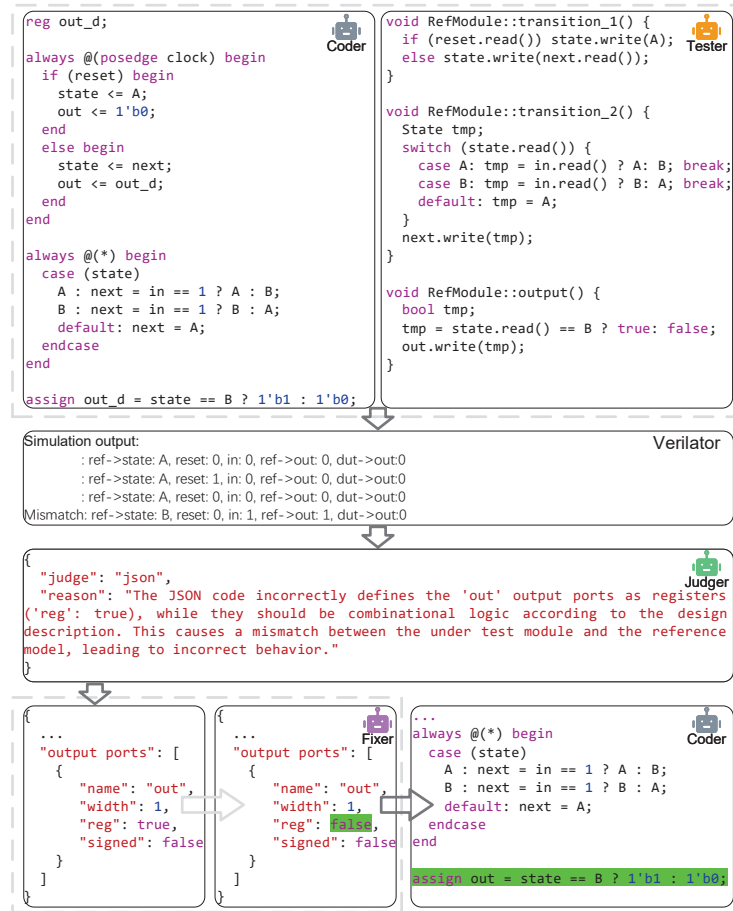 reg out_d;
Coder
always @(posedge clock) begin
if (reset) begin
state <= A;
out <= 1'b0;
end
else begin
state <= next;
out <= out_d;
end
end
always @(*) begin
case (state)
A : next = in == 1 ? A : B;
B : next = in == 1 ? B : A;
default: next = A;
endcase
end
assign out_d = state == B ? 1'b1 : 1'b0;
void RefModule::transition_1() {
if (reset.read()) state.write(A);
else state.write(next.read());
}
Tester
void RefModule::transition_2() {
State tmp;
switch (state.read()) {
case A: tmp = in.read() ? A: B; break;
case B: tmp = in.read() ? B: A; break;
default: tmp = A;
}
next.write(tmp);
}
void RefModule::output() {
bool tmp;
tmp = state.read() == B ? true: false;
out.write(tmp);
}
Simulation output:
Verilator
: ref->state: A, reset: 0, in: 0, ref->out: 0, dut->out:0
: ref->state: A, reset: 1, in: 0, ref->out: 0, dut->out:0
: ref->state: A, reset: 0, in: 0, ref->out: 0, dut->out:0
Mismatch: ref->state: B, reset: 0, in: 1, ref->out: 1, dut->out:0
{
"judge": "json",
Judger
"reason": "The JSON code incorrectly defines the 'out' output ports as registers
('reg': true), while they should be combinational logic according to the design
description. This causes a mismatch between the under test module and the reference
model, leading to incorrect behavior."
}
{
...
"output ports": [
{
"name": "out",
"width": 1,
"reg": true,
"signed": false
}
]
}
{
...
Fixer
"output ports": [
{
"name": "out",
"width": 1,
"reg": false,
"signed": false
}
]
}
...
Coder
always @(*) begin
case (state)
A : next = in == 1 ? A : B;
B : next = in == 1 ? B : A;
default: next = A;
endcase
end
assign out = state == B ? 1'b1 : 1'b0;